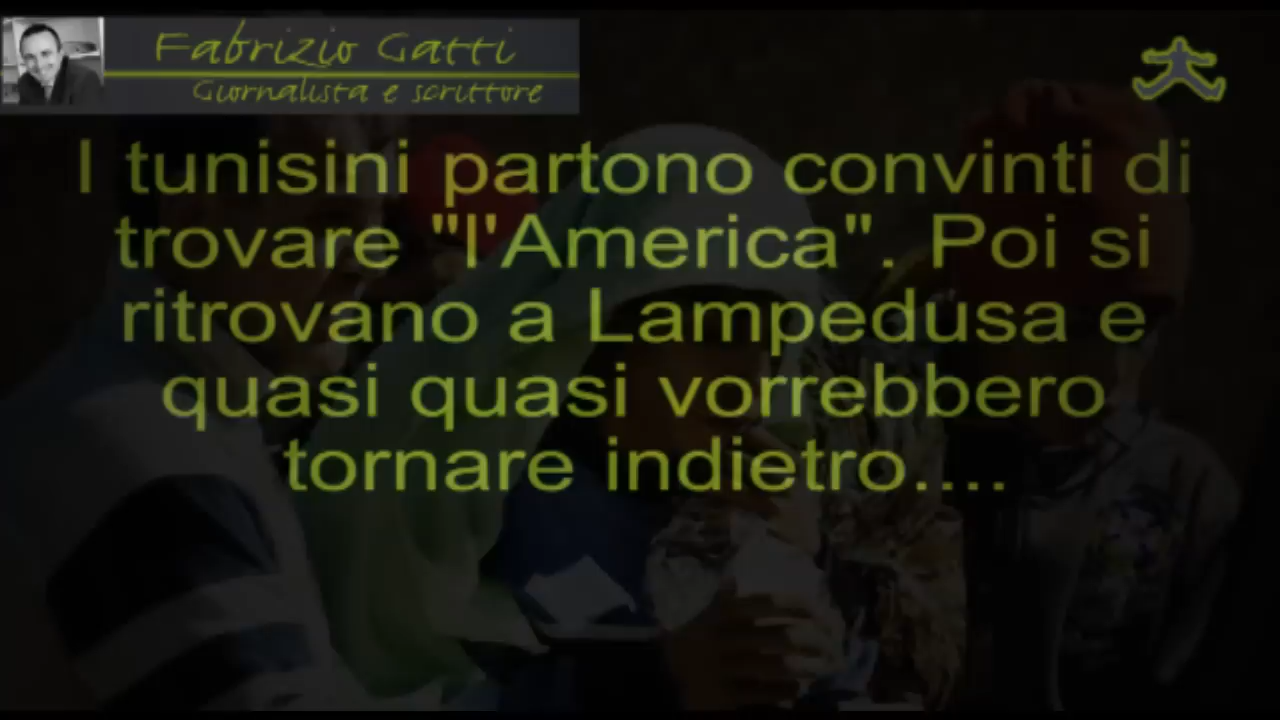 Fabrizio Gatti
Giornalista e scrittore
I tunisini partono convinti di
trovare "l'America". Poi si
ritrovano a Lampedusa e
quasi quasi vorrebbero
tornare indietro....